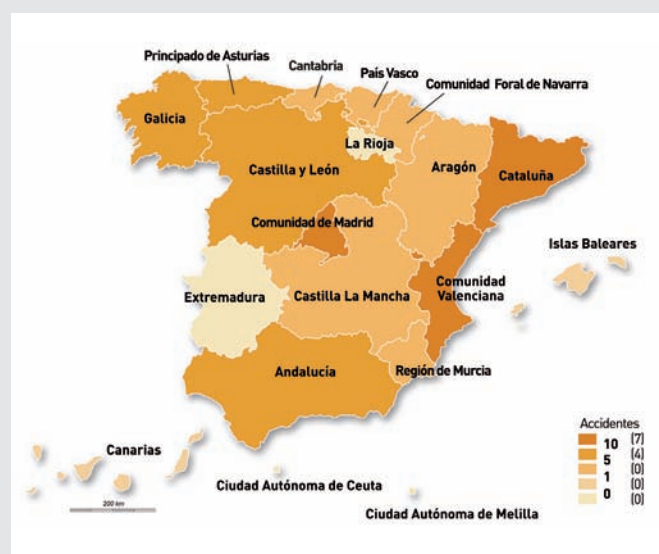 Principado de Asturias
Cantabria
País Vasco
Comunidad Foral de Navarra
Galicia
La Rioja
Castilla y León
Aragón
Cataluña
Comunidad de Madrid
Islas Baleares
Extremadura
Castilla La Mancha
Comunidad
Valenciana
Andalucía
Región de Murcia
Canarias
Ciudad Autónoma de Ceuta
Ciudad Autónoma de Melilla
200 km
Accidentes
10 (7)
5 (4)
1 (0)
0 (0)
(0)